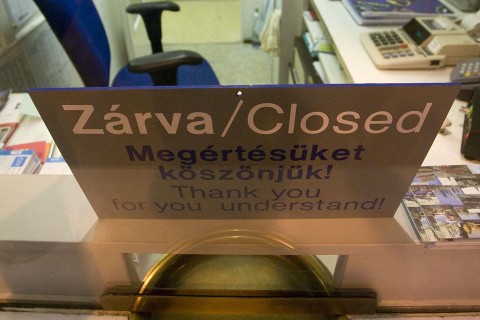 Zárva/Closed
Megértésüket
köszönjük!
Thank you
for you understand!